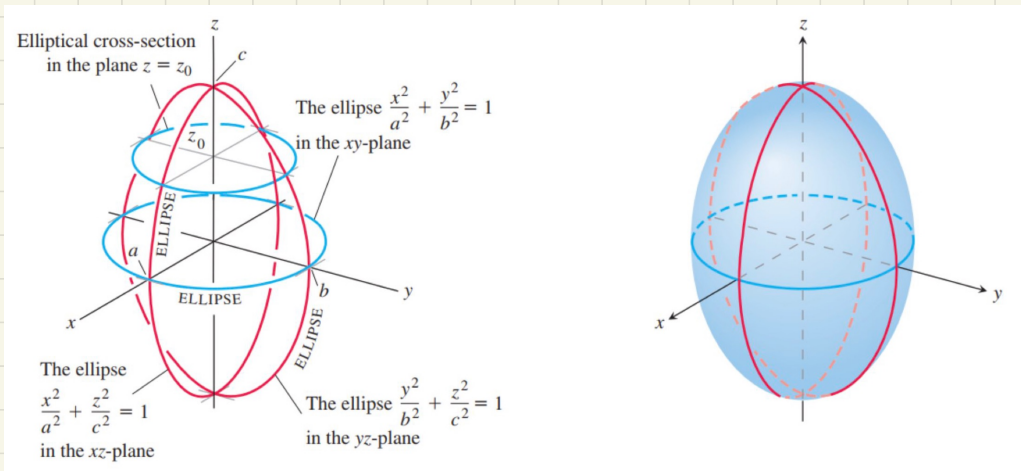 z
Elliptical cross-section
in the plane z = z₀
c
The ellipse x²/a² + y²/b² = 1
in the xy-plane
z₀
ELLIPSE
a
ELLIPSE
b
y
x
ELLIPSE
The ellipse
x²/a² + z²/c² = 1
in the xz-plane
The ellipse y²/b² + z²/c² = 1
in the yz-plane
z
y
x